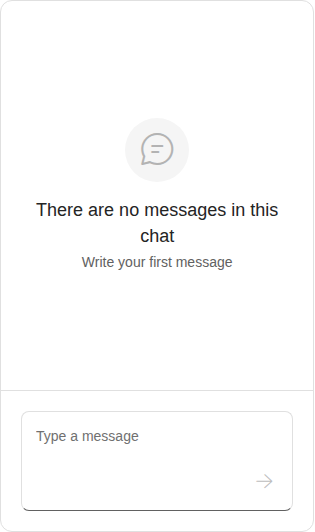 There are no messages in this
chat
Write your first message
Type a message